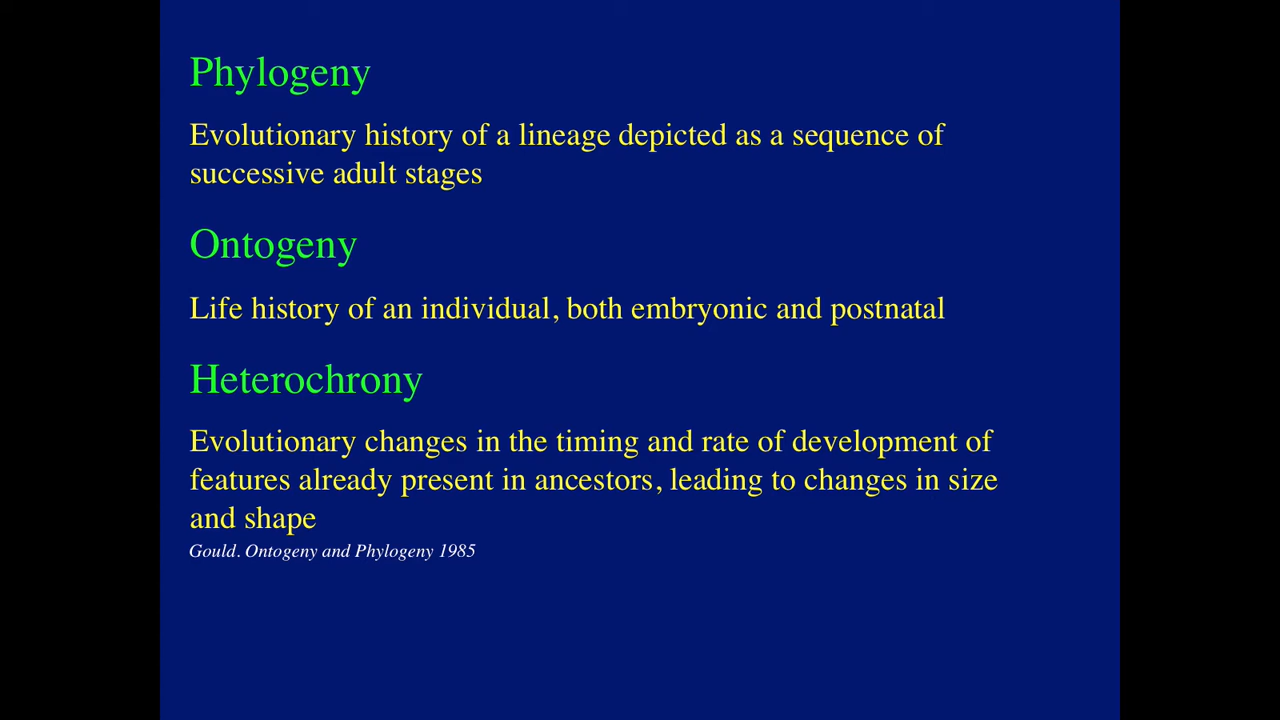 Phylogeny
Evolutionary history of a lineage depicted as a sequence of
successive adult stages
Ontogeny
Life history of an individual, both embryonic and postnatal
Heterochrony
Evolutionary changes in the timing and rate of development of
features already present in ancestors, leading to changes in size
and shape
Gould. Ontogeny and Phylogeny 1985